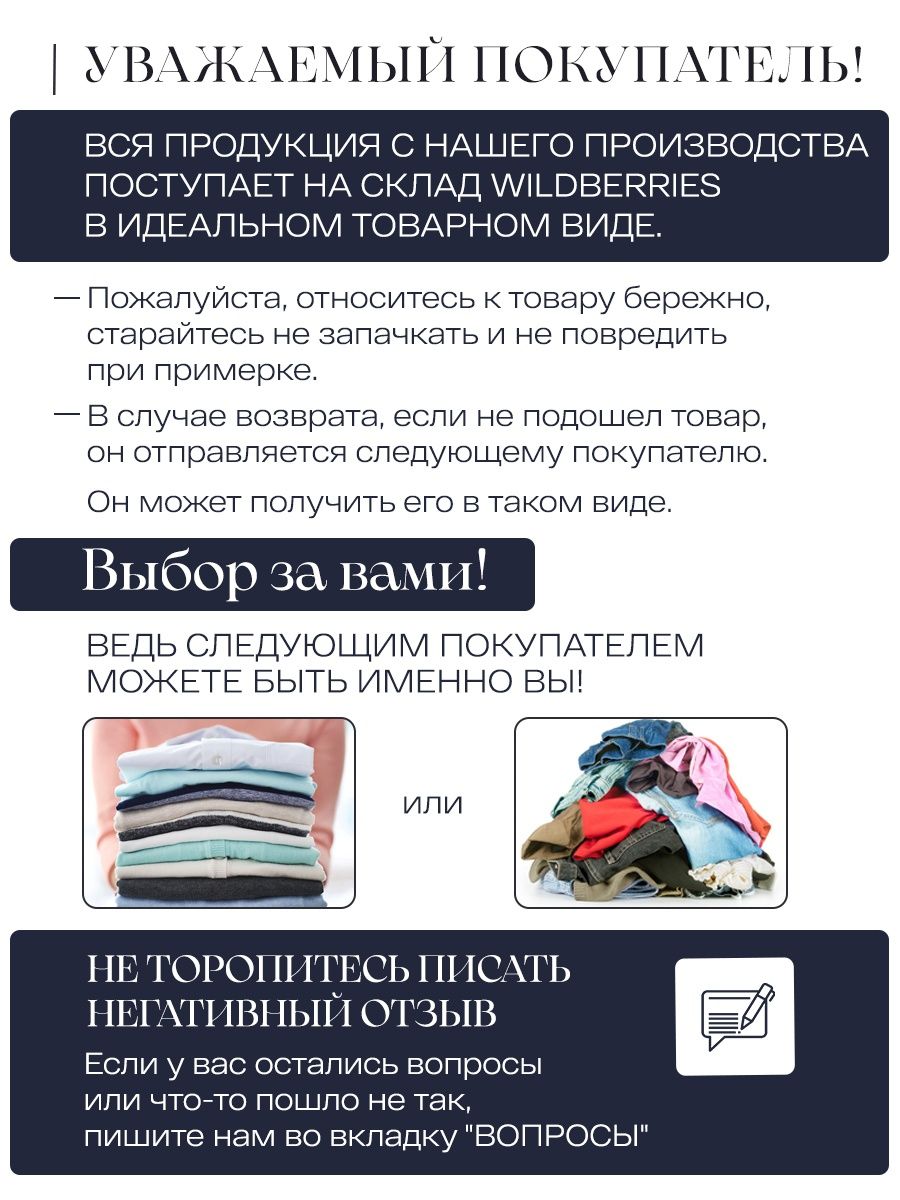 УВАЖАЕМЫЙ ПОКУПАТЕЛЬ!
ВСЯ ПРОДУКЦИЯ С НАШЕГО ПРОИЗВОДСТВА
ПОСТУПАЕТ НА СКЛАД WILDBERRIES
В ИДЕАЛЬНОМ ТОВАРНОМ ВИДЕ.
— Пожалуйста, относитесь к товару бережно,
старайтесь не запачкать и не повредить
при примерке.
— В случае возврата, если не подошел товар,
он отправляется следующему покупателю.
Он может получить его в таком виде.
Выбор за вами!
ВЕДЬ СЛЕДУЮЩИМ ПОКУПАТЕЛЕМ
МОЖЕТЕ БЫТЬ ИМЕННО ВЫ!
ИЛИ
НЕ ТОРОПИТЕСЬ ПИСАТЬ
НЕГАТИВНЫЙ ОТЗЫВ
Если у вас остались вопросы
или что-то пошло не так,
пишите нам во вкладку "ВОПРОСЫ"